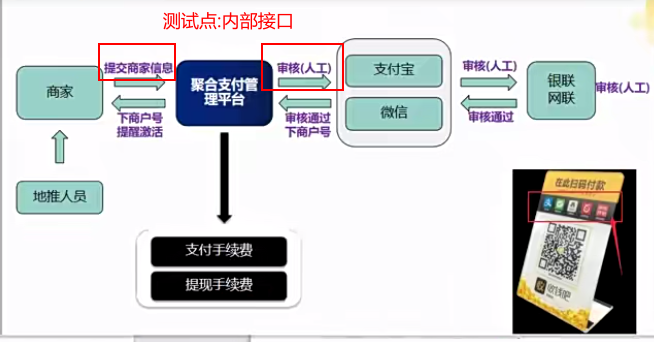 测试点:内部接口
提交商家信息
审核(人工)
商家
聚合支付管
理平台
支付宝
微信
审核(人工)
银联
网联
审核(人工)
下商户号
提醒激活
审核通过
下商户号
审核通过
地推人员
支付手续费
提现手续费
在此扫码付款
收钱吧